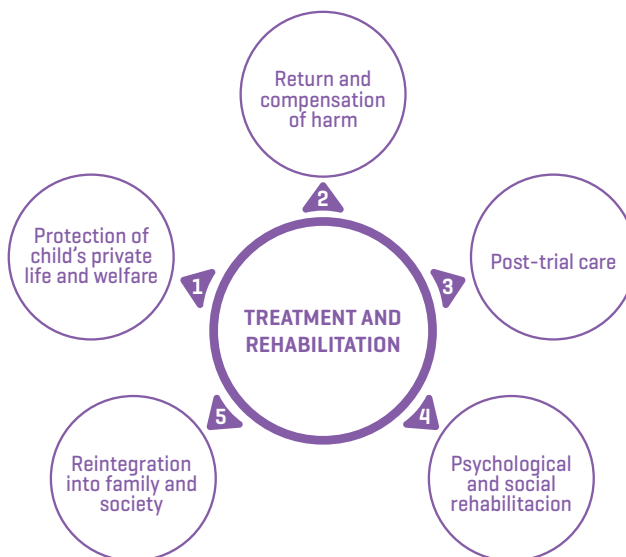 Return and
compensation
of harm
2
Protection of
child's private
life and welfare
1
TREATMENT AND
REHABILITATION
3
Post-trial care
5
4
Reintegration
into family and
society
Psychological
and social
rehabilitacion